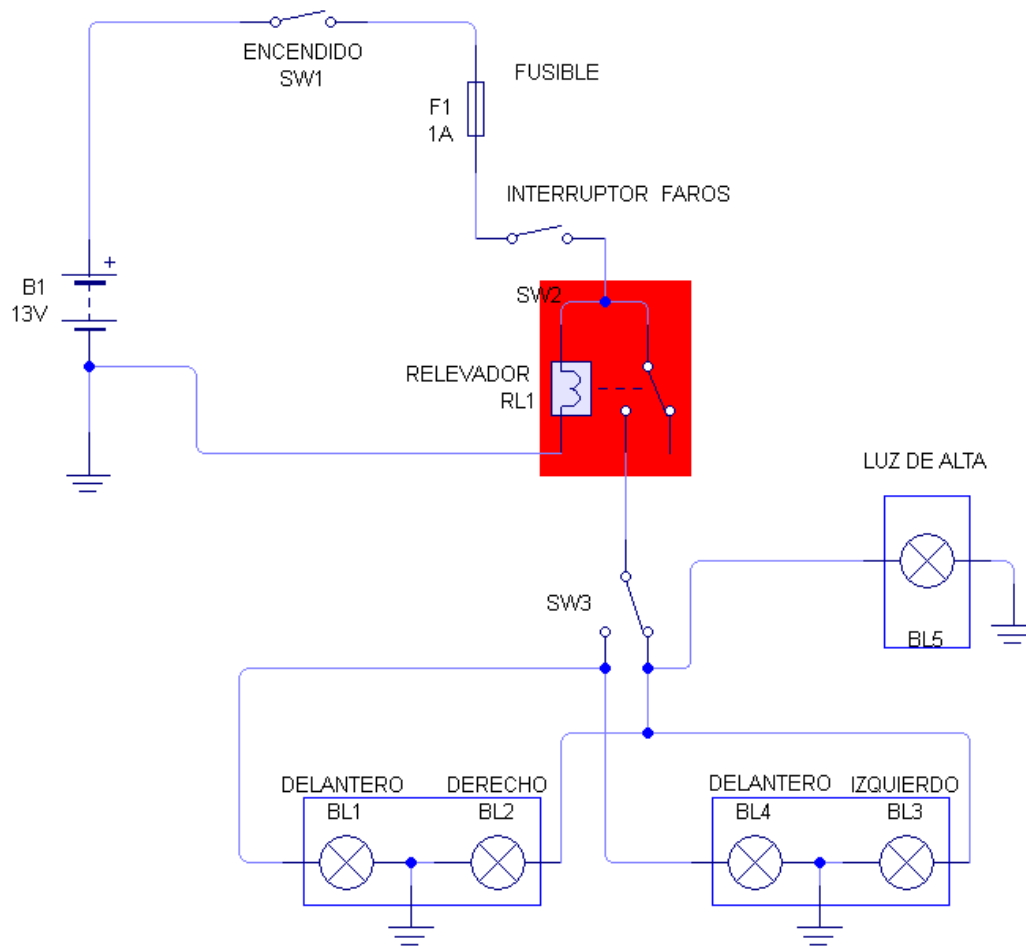 ENCENDIDO
SW1
FUSIBLE
F1
1A
INTERRUPTOR FAROS
+
B1
13V
SW2
RELEVADOR
RL1
LUZ DE ALTA
SW3
BL5
DELANTERO DERECHO
BL1 BL2
DELANTERO IZQUIERDO
BL4 BL3